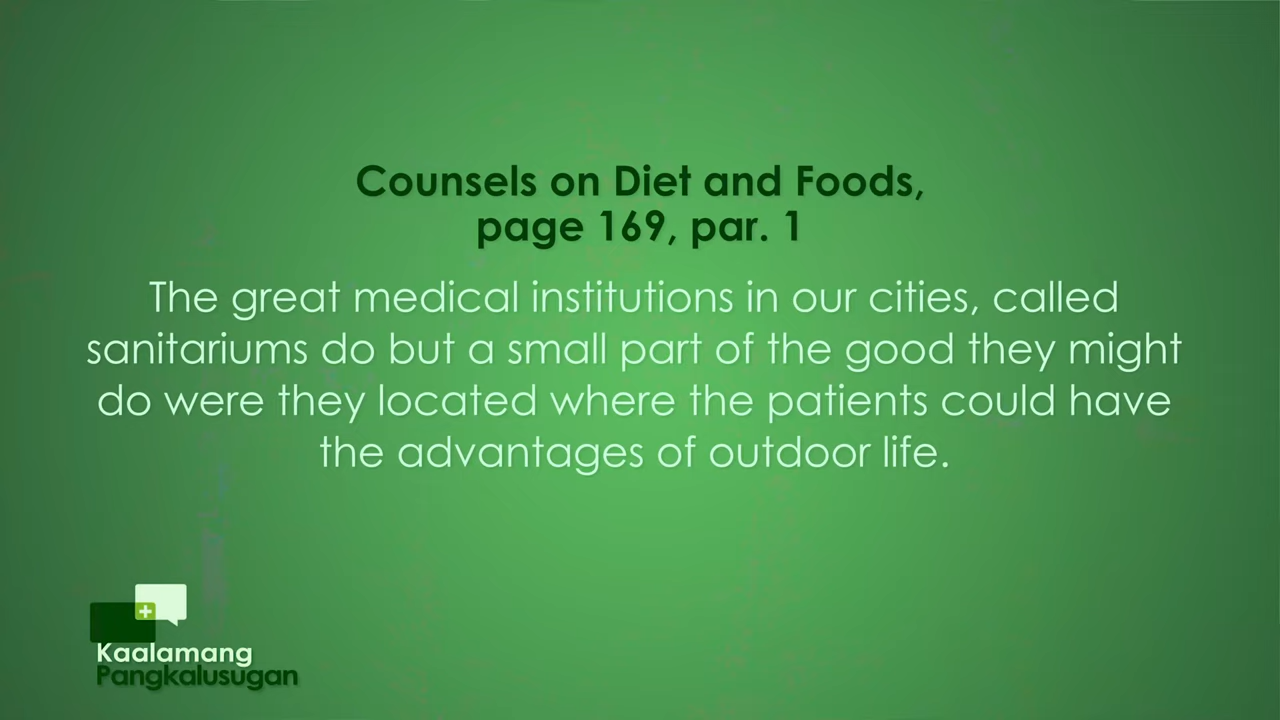 Counsels on Diet and Foods,
page 169, par. 1
The great medical institutions in our cities, called
sanitariums do but a small part of the good they might
do were they located where the patients could have
the advantages of outdoor life.
Kaalamang
Pangkalusugan